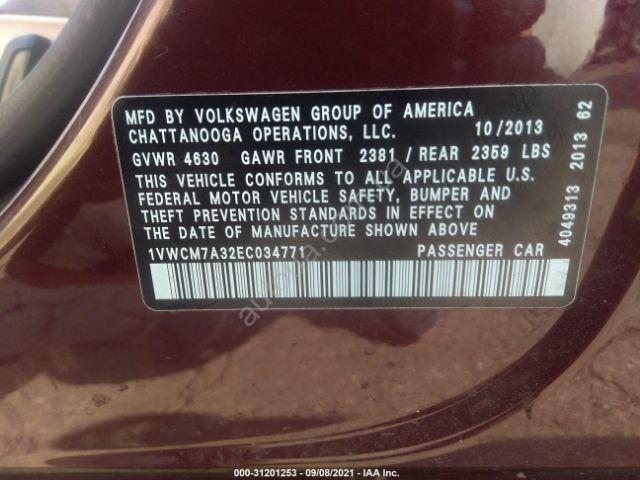 MFD BY VOLKSWAGEN GROUP OF AMERICA
CHATTANOOGA OPERATIONS, LLC. 10/2013
GVWR 4630 GAWR FRONT 2381 / REAR 2359 LBS
THIS VEHICLE CONFORMS TO ALL APPLICABLE U.S.
FEDERAL MOTOR VEHICLE SAFETY, BUMPER AND
THEFT PREVENTION STANDARDS IN EFFECT ON
THE DATE OF MANUFACTURE SHOWN ABOVE
1VWCM7A32EC034771 PASSENGER CAR
4049313 2013 62
000-31201253 - 09/08/2021 - IAA Inc.